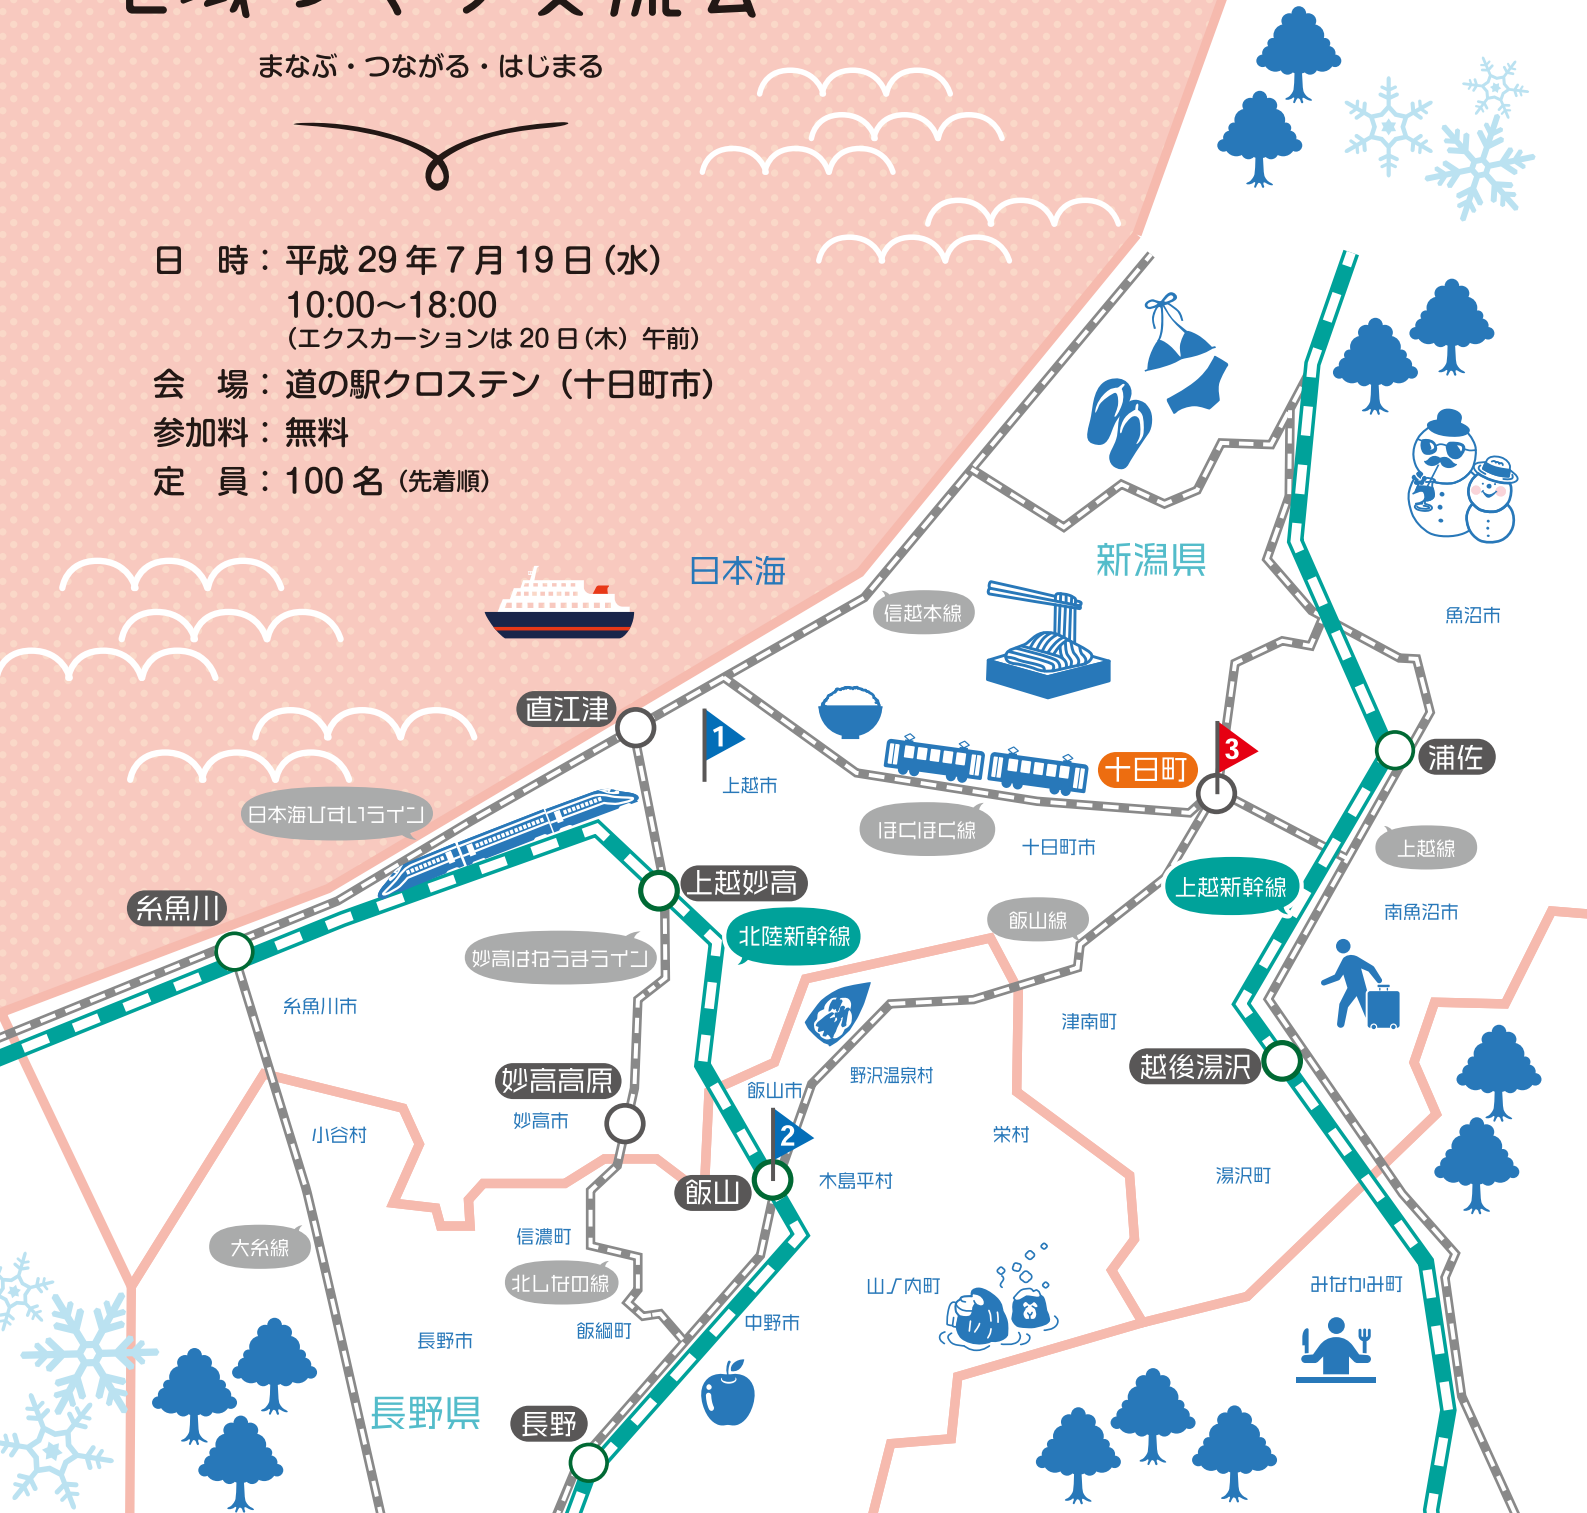 まなぶ・つながる・はじまる
日　時：平成 29 年 7 月 19 日（水）
10:00〜18:00
（エクスカーションは 20 日（木）午前）
会　場：道の駅クロステン（十日町市）
参加料：無料
定　員：100 名（先着順）
日本海
新潟県
信越本線
魚沼市
直江津
1
上越市
十日町
3
浦佐
日本海ひすいライン
ほくほく線
十日町市
上越線
上越妙高
上越新幹線
糸魚川
北陸新幹線
飯山線
南魚沼市
妙高はねうまライン
糸魚川市
津南町
妙高高原
飯山市
野沢温泉村
越後湯沢
妙高市
小谷村
2
栄村
飯山
木島平村
湯沢町
信濃町
大糸線
北しなの線
山ノ内町
みなかみ町
飯綱町
中野市
長野市
長野県
長野